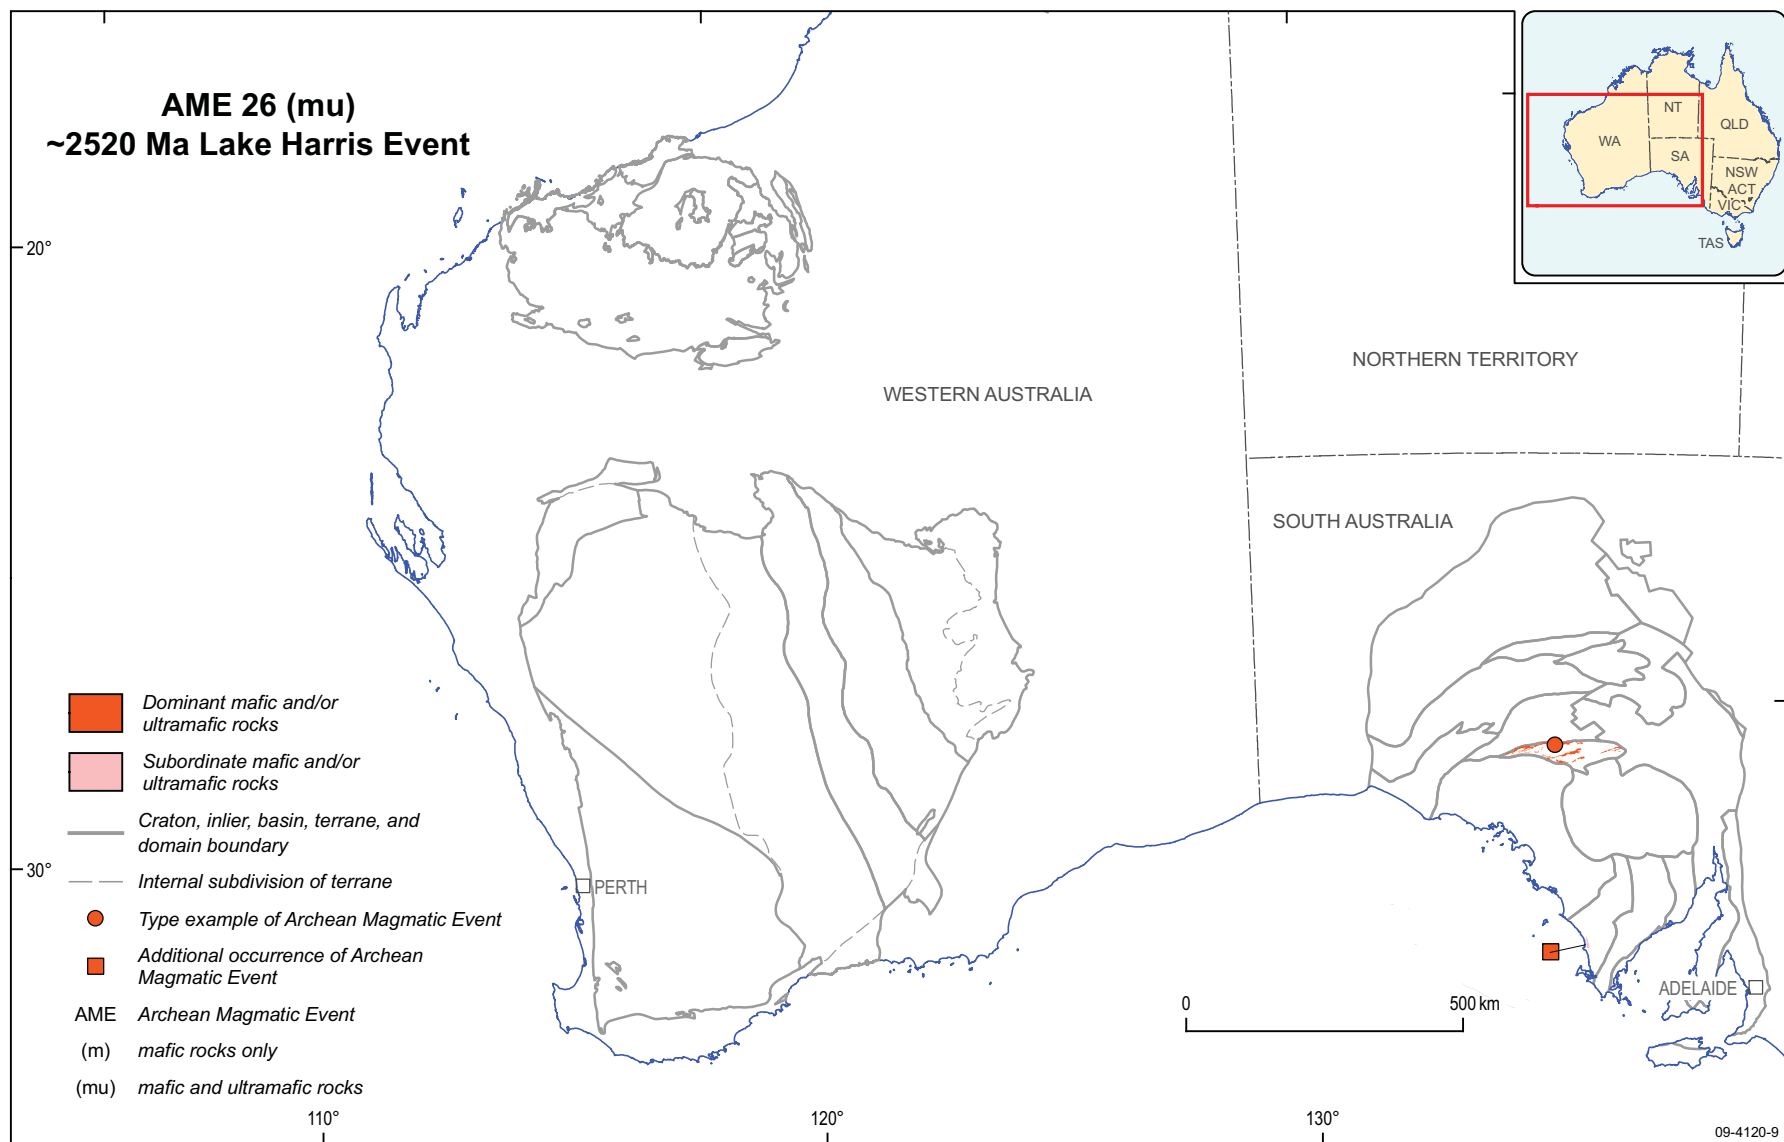 AME 26 (mu)
~2520 Ma Lake Harris Event
NT
QLD
WA
SA
NSW
ACT
VIC
TAS
20°
NORTHERN TERRITORY
WESTERN AUSTRALIA
SOUTH AUSTRALIA
Dominant mafic and/or
ultramafic rocks
Subordinate mafic and/or
ultramafic rocks
Craton, inlier, basin, terrane, and
domain boundary
30°
Internal subdivision of terrane
PERTH
Type example of Archean Magmatic Event
Additional occurrence of Archean
Magmatic Event
ADELAIDE
0
500 km
AME Archean Magmatic Event
(m) mafic rocks only
(mu) mafic and ultramafic rocks
110°
120°
130°
09-4120-9